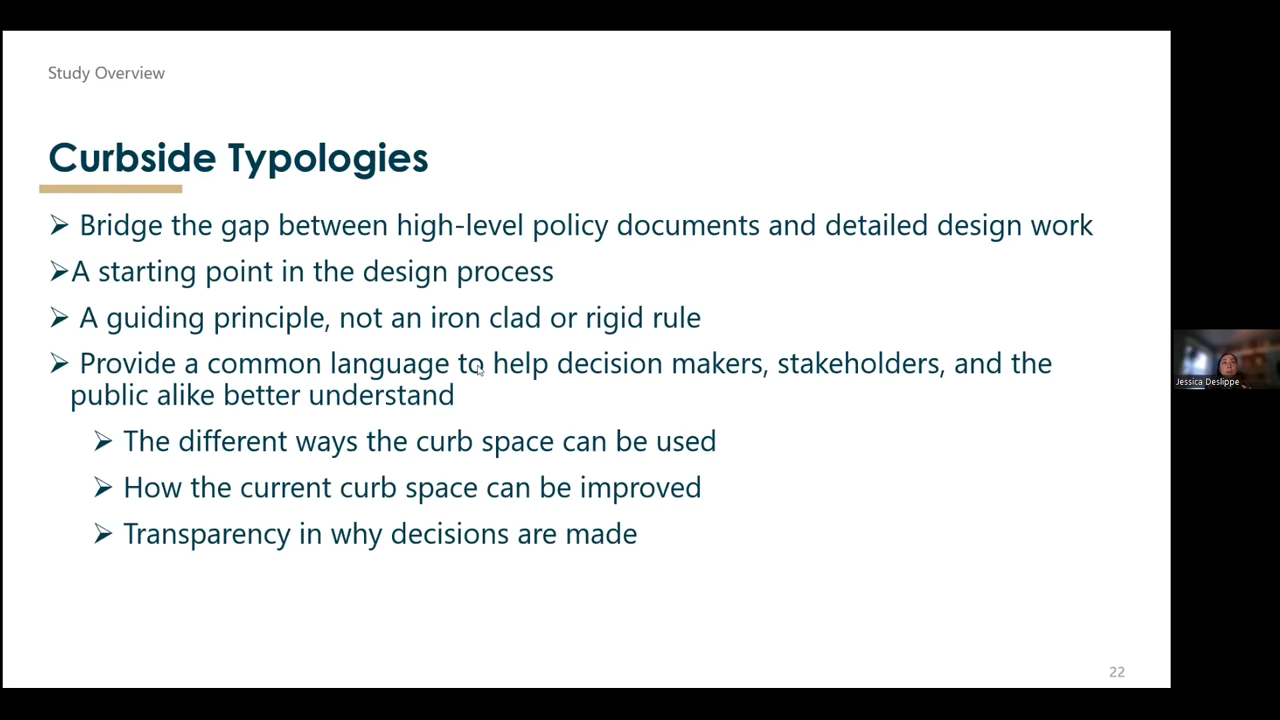 Study Overview
Curbside Typologies
➢ Bridge the gap between high-level policy documents and detailed design work
➢A starting point in the design process
➢ A guiding principle, not an iron clad or rigid rule
➢ Provide a common language to help decision makers, stakeholders, and the
public alike better understand
➢ The different ways the curb space can be used
➢ How the current curb space can be improved
➢ Transparency in why decisions are made
Jessica Deslippe
22